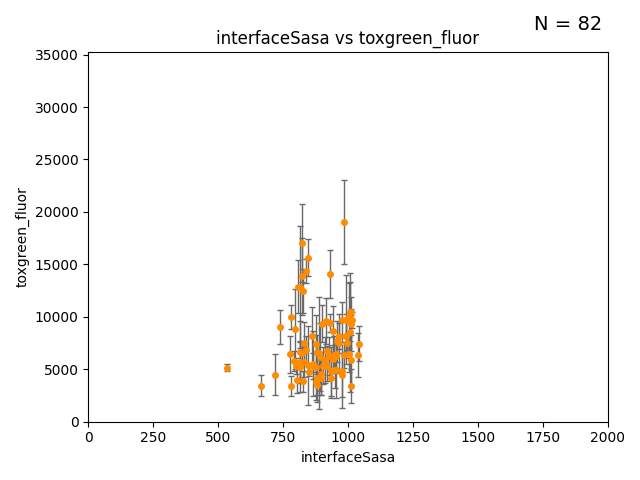 N = 82
interfaceSasa vs toxgreen_fluor
35000
30000
25000
20000
15000
10000
5000
0
toxgreen_fluor
0 250 500 750 1000 1250 1500 1750 2000
interfaceSasa